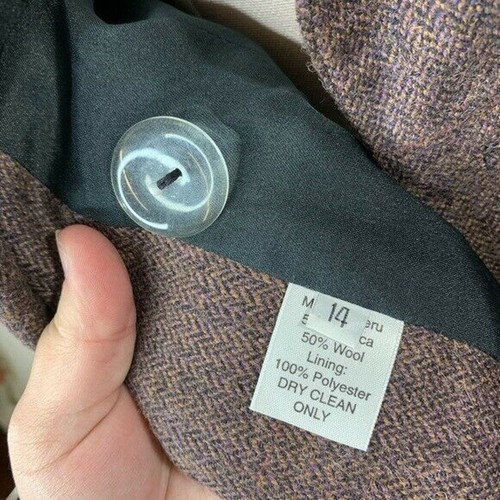 14
50% Wool
Lining:
100% Polyester
DRY CLEAN
ONLY